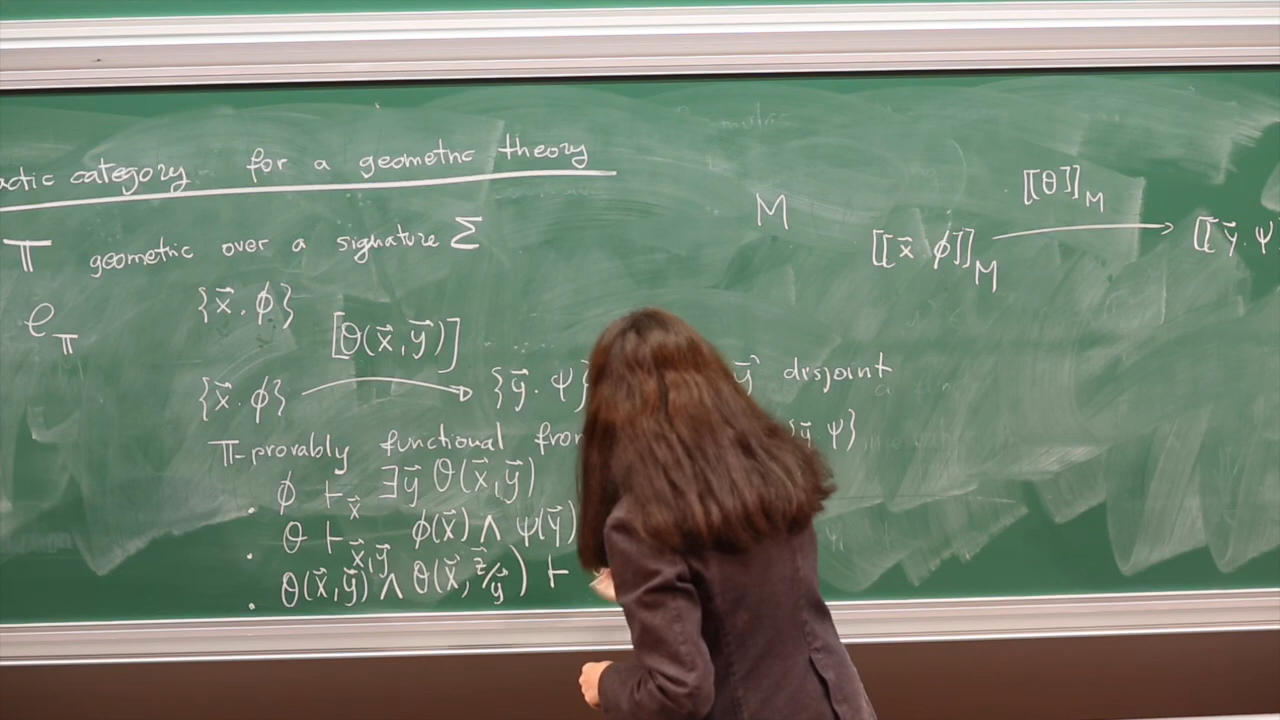 actic category for a geometric theory
𝕋 geometric over a signature Σ
𝒞_𝕋 {x⃗ . ϕ}
[θ(x⃗, y⃗)]
{x⃗ . ϕ} → {y⃗ . ψ} y⃗ disjoint
𝕋-provably functional from {y⃗ ψ}
· ϕ ⊢_x⃗ ∃y⃗ θ(x⃗, y⃗)
· θ ⊢_x⃗,y⃗ ϕ(x⃗) ∧ ψ(y⃗)
· θ(x⃗, y⃗) ∧ θ(x⃗, z⃗/y⃗) ⊢
M
[[θ]]_M
[[x⃗ . ϕ]]_M → [[y⃗ . ψ